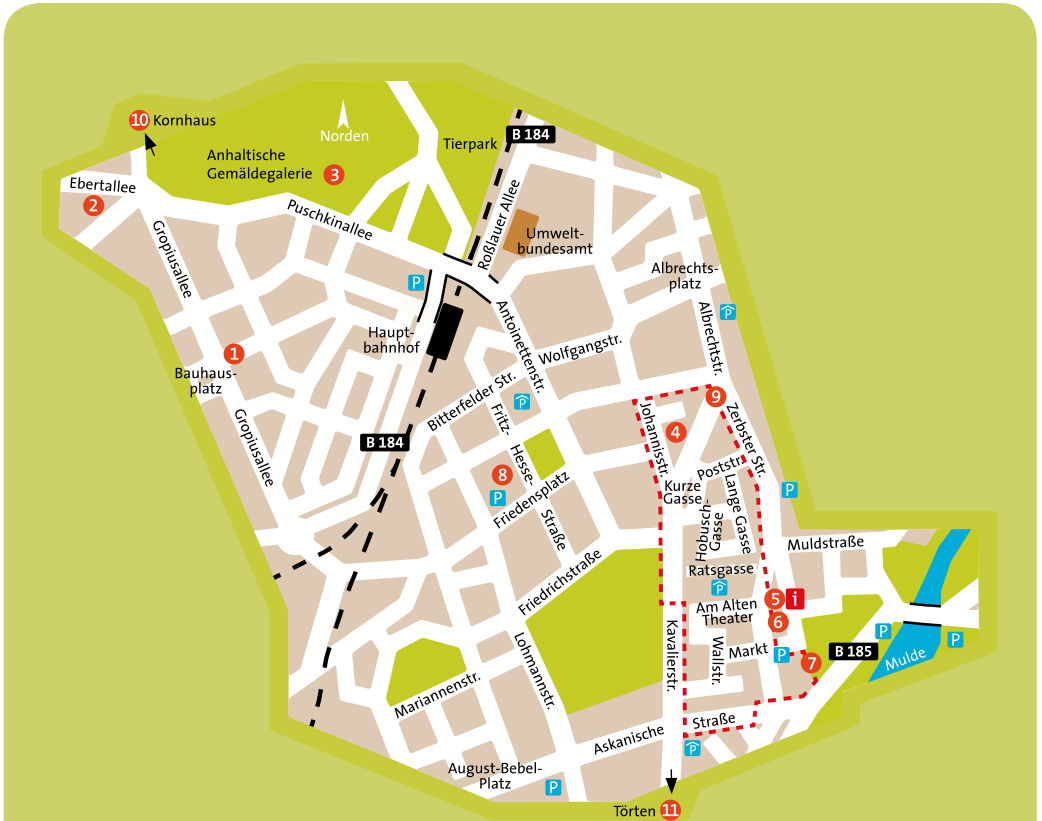 10 Kornhaus
Norden
B 184
Tierpark
Anhaltische
Gemäldegalerie 3
Ebertallee
2
Puschkinallee
Roßlauer Allee
Umwelt-
bundesamt
Gropiusallee
P
Albrechts-
platz
P
Albrechtstr.
Haupt-
bahnhof
Antoinettenstr.
Wolfgangstr.
1
Bauhaus-
platz
Bitterfelder Str.
P
9
Gropiusallee
B 184
Fritz-
Hesse-
Straße
Johannisstr.
4
Zerbster Str.
8
P
Friedensplatz
Poststr.
Kurze
Gasse
Hobusch-
Gasse
Lange Gasse
P
Muldstraße
Friedrichstraße
Ratsgasse
P
5 i
Am Alten
Theater
6
Kavalierstr.
Wallstr.
Markt
P
7
B 185
P
P
Mulde
Lohmannstr.
Mariannenstr.
Askanische
Straße
P
August-Bebel-
Platz
P
Törten 11